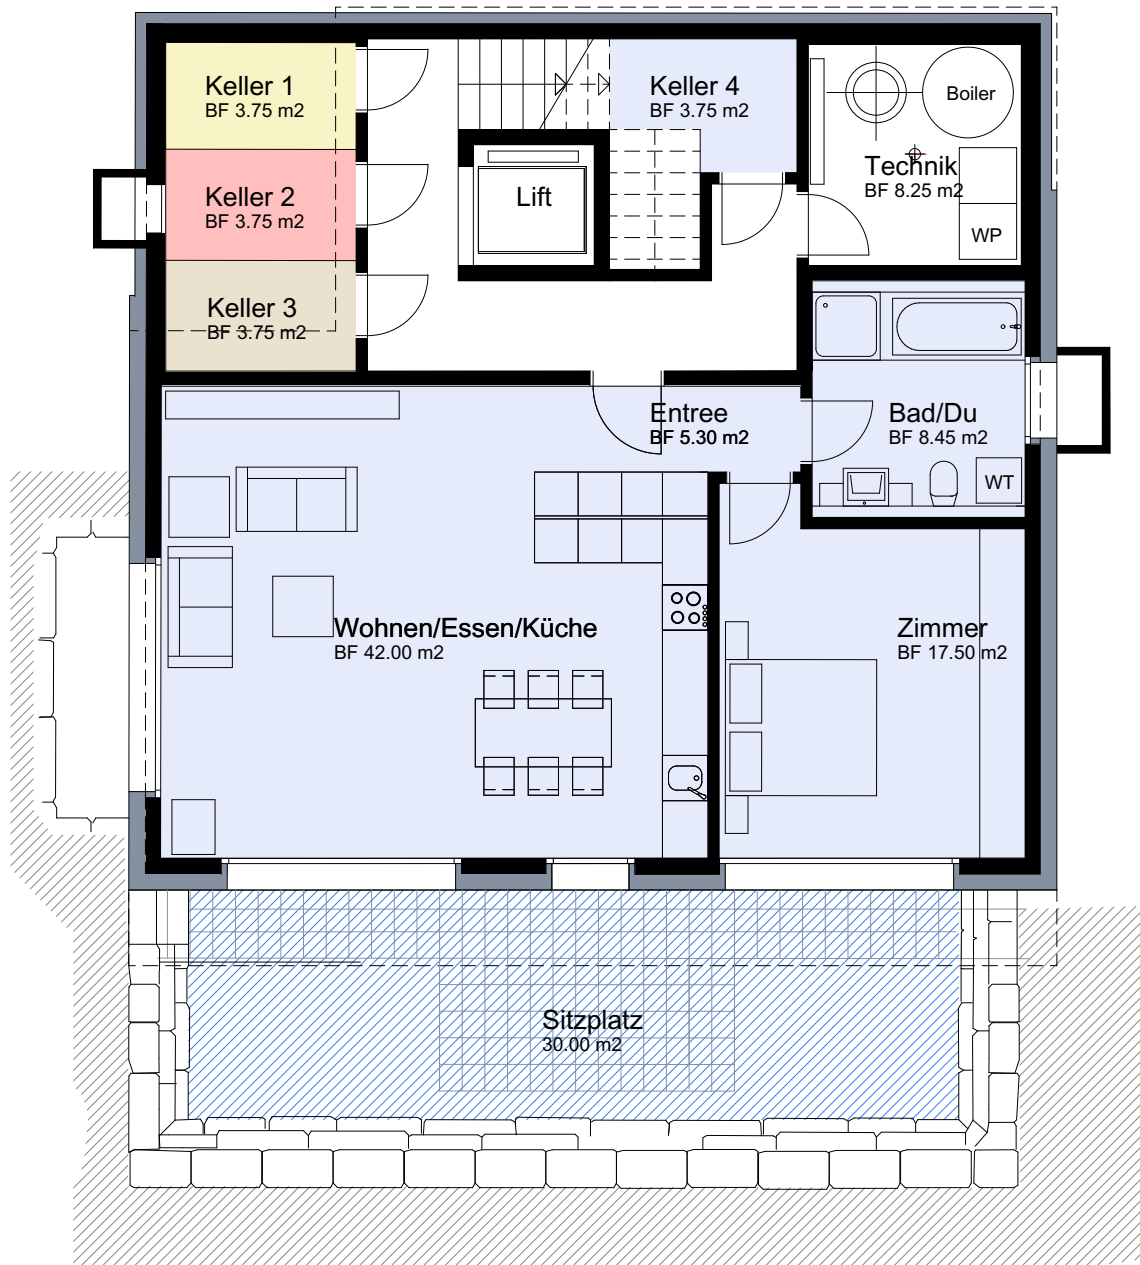 Keller 1
BF 3.75 m2
Keller 4
BF 3.75 m2
Boiler
Technik
BF 8.25 m2
Keller 2
BF 3.75 m2
Lift
WP
Keller 3
BF 3.75 m2
Entree
BF 5.30 m2
Bad/Du
BF 8.45 m2
WT
Wohnen/Essen/Küche
BF 42.00 m2
Zimmer
BF 17.50 m2
Sitzplatz
30.00 m2